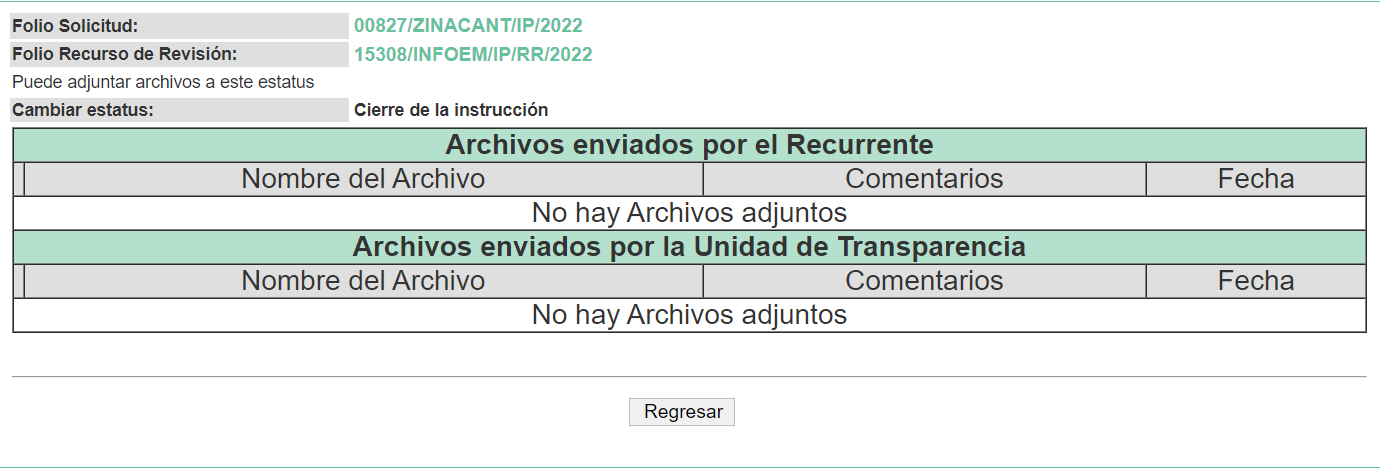 Folio Solicitud: 00827/ZINACANT/IP/2022
Folio Recurso de Revisión: 15308/INFOEM/IP/RR/2022
Puede adjuntar archivos a este estatus
Cambiar estatus: Cierre de la instrucción
Archivos enviados por el Recurrente
Nombre del Archivo Comentarios Fecha
No hay Archivos adjuntos
Archivos enviados por la Unidad de Transparencia
Nombre del Archivo Comentarios Fecha
No hay Archivos adjuntos
Regresar